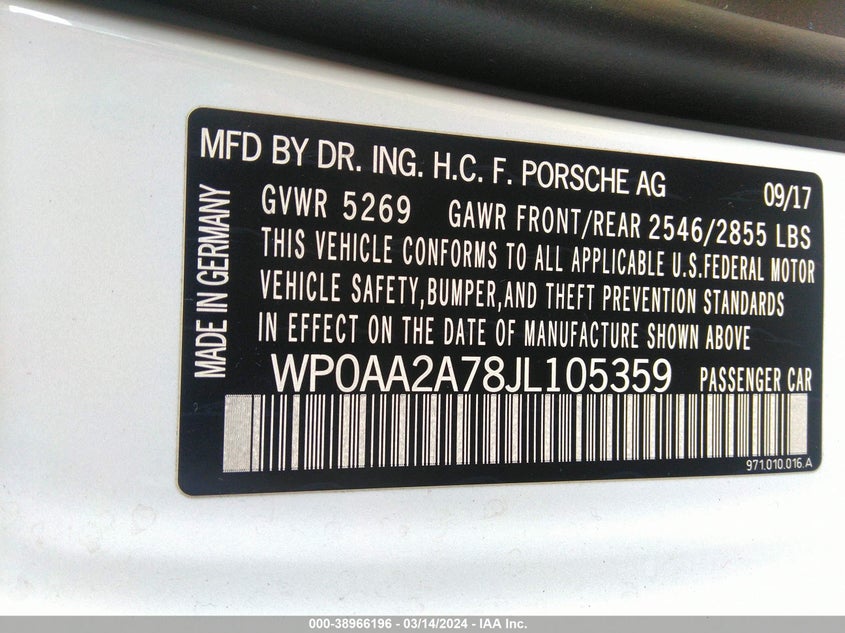 MFD BY DR. ING. H.C. F. PORSCHE AG 09/17
GVWR 5269 GAWR FRONT/REAR 2546/2855 LBS
THIS VEHICLE CONFORMS TO ALL APPLICABLE U.S.FEDERAL MOTOR
VEHICLE SAFETY,BUMPER,AND THEFT PREVENTION STANDARDS
IN EFFECT ON THE DATE OF MANUFACTURE SHOWN ABOVE
WP0AA2A78JL105359 PASSENGER CAR
971.010.016.A
MADE IN GERMANY
000-38966196 - 03/14/2024 - IAA Inc.